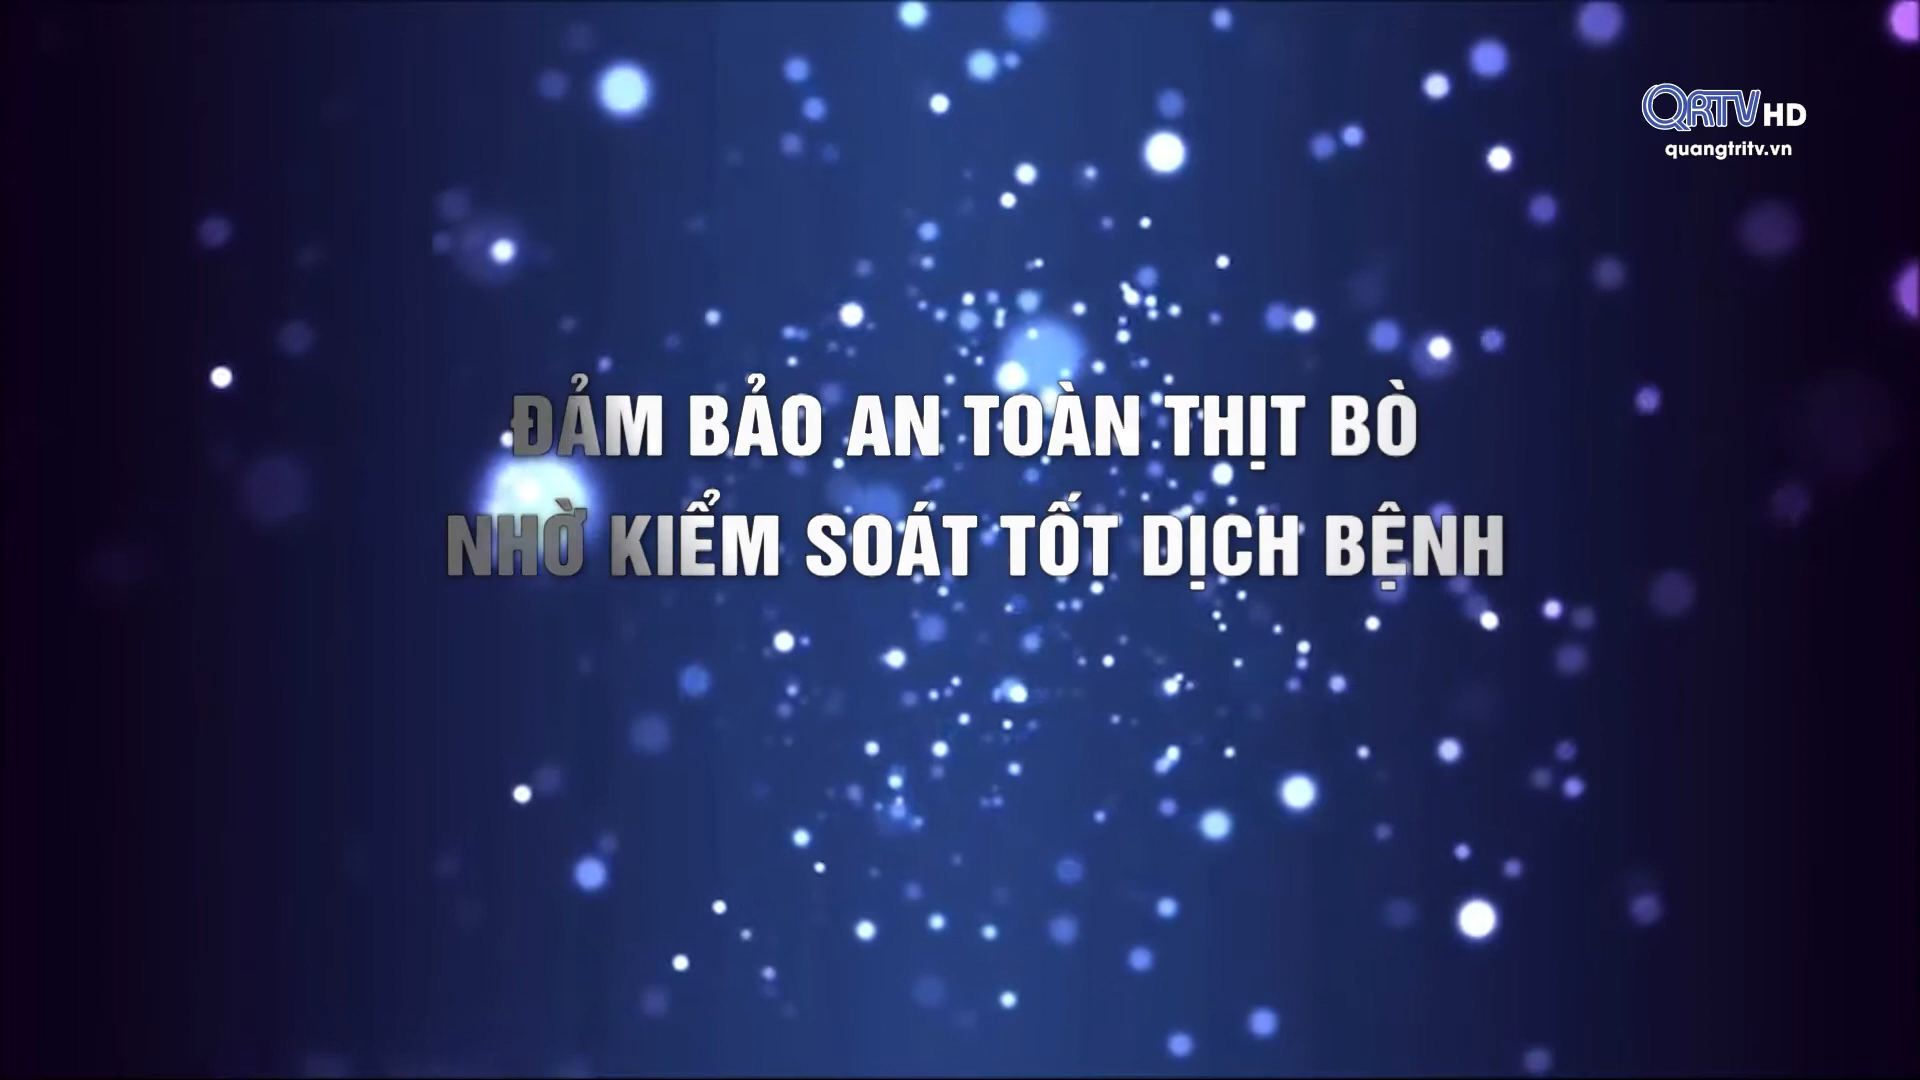 QRTV HD
quangtritv.vn
ĐẢM BẢO AN TOÀN THỊT BÒ
NHỜ KIỂM SOÁT TỐT DỊCH BỆNH